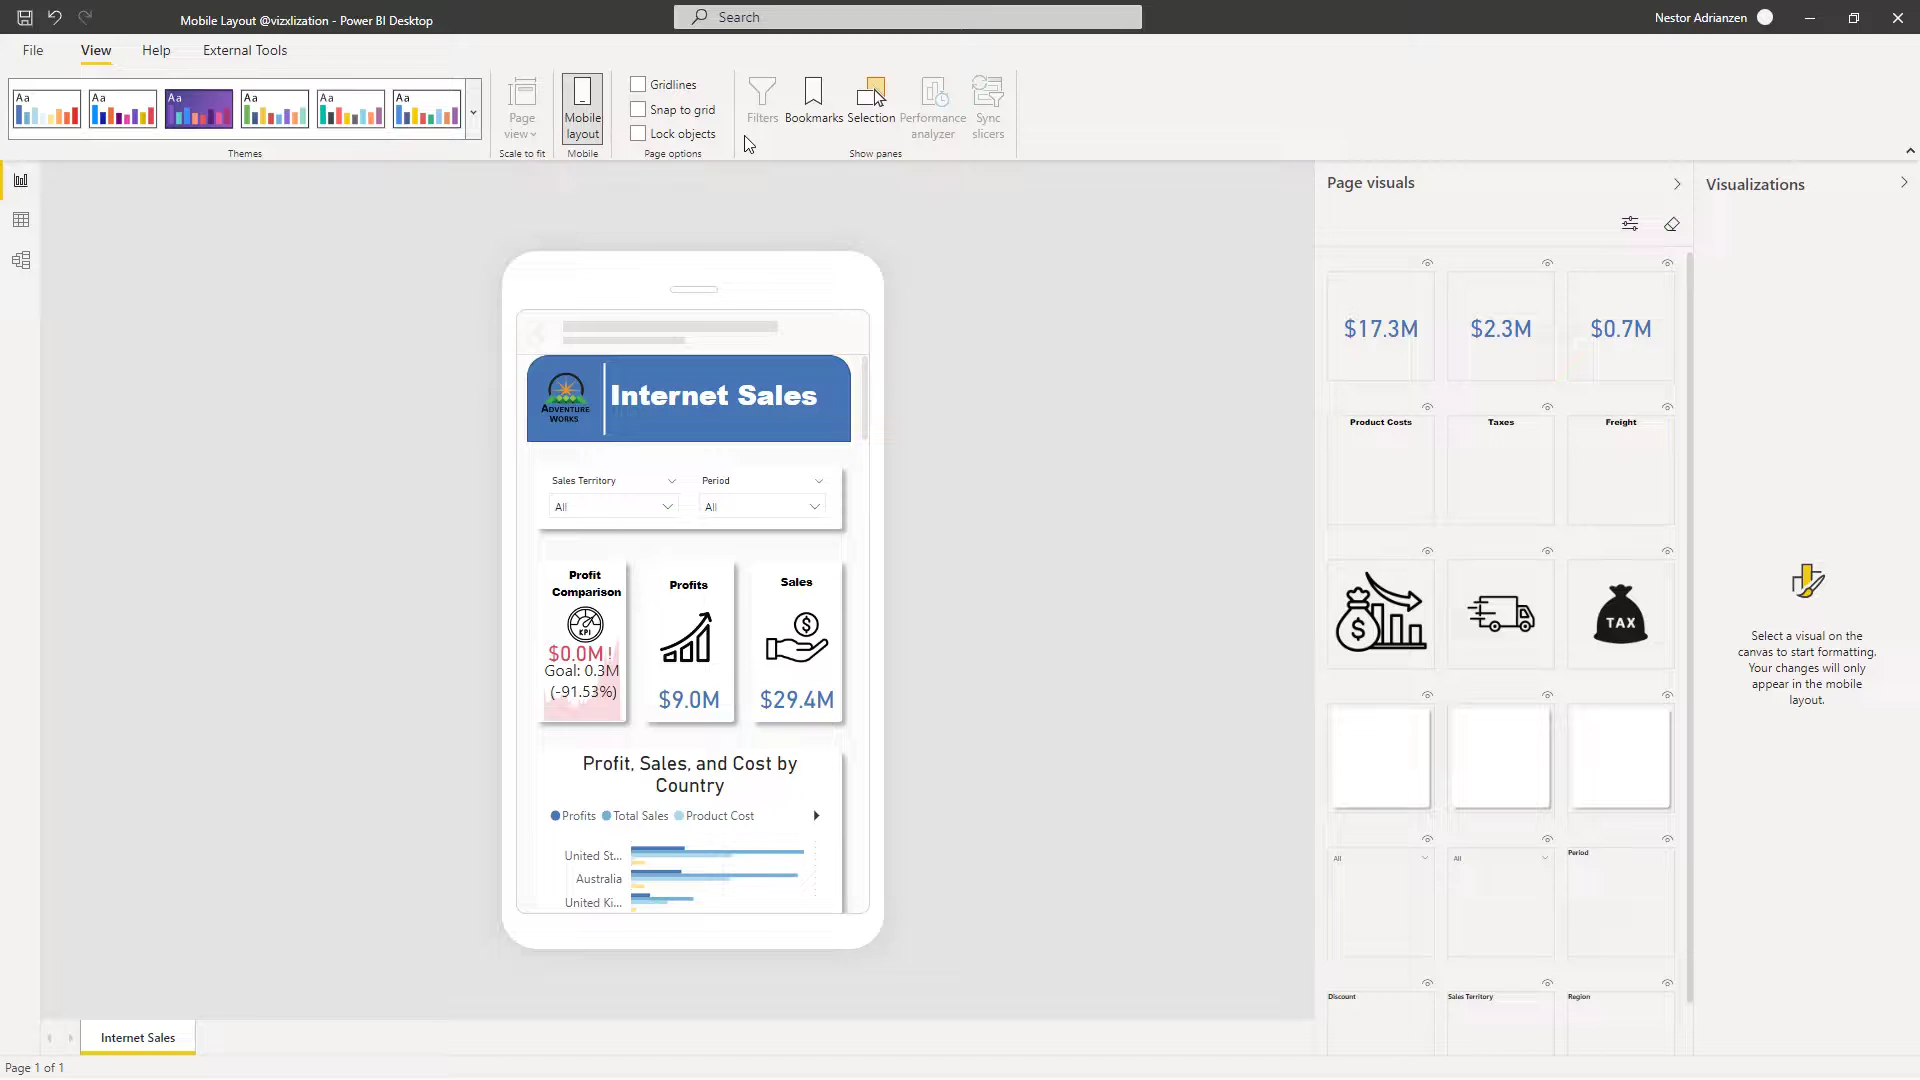 Mobile Layout @vizxlization - Power BI Desktop
Search
Nestor Adrianzen
File
View
Help
External Tools
Aa
Aa
Aa
Aa
Aa
Aa
Themes
Page
view
Scale to fit
Mobile
layout
Mobile
Gridlines
Snap to grid
Lock objects
Page options
Filters
Bookmarks
Selection
Performance
analyzer
Sync
slicers
Show panes
ADVENTURE
WORKS
Internet Sales
Sales Territory
All
Period
All
Profit
Comparison
KPI
$0.0M !
Goal: 0.3M
(-91.53%)
Profits
$9.0M
Sales
$
$29.4M
Profit, Sales, and Cost by
Country
Profits
Total Sales
Product Cost
United St...
Australia
United Ki...
Page visuals
$17.3M
$2.3M
$0.7M
Product Costs
Taxes
Freight
$
TAX
All
All
Period
Discount
Sales Territory
Region
Visualizations
Select a visual on the
canvas to start formatting.
Your changes will only
appear in the mobile
layout.
Internet Sales
Page 1 of 1